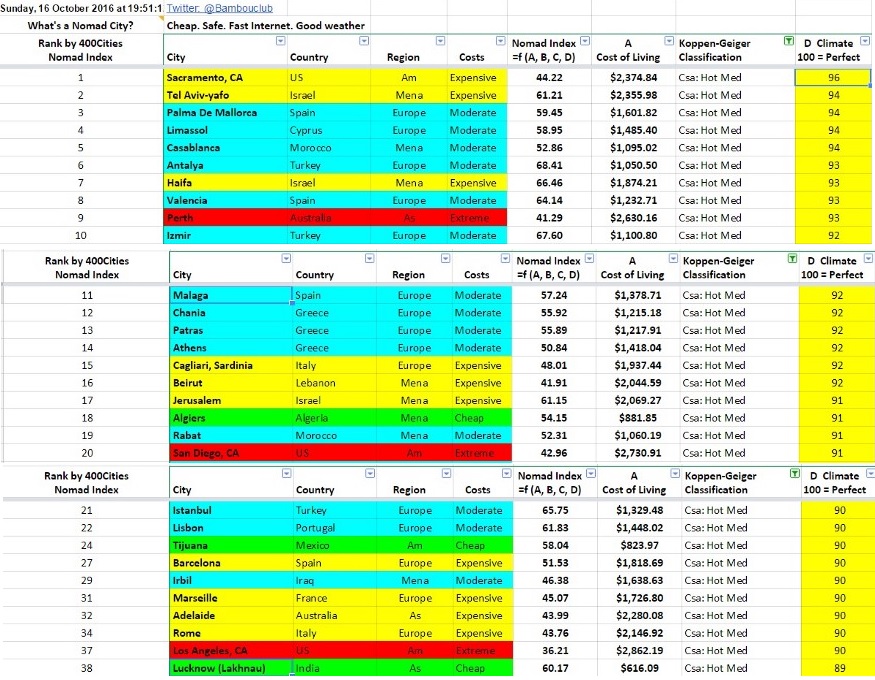 Sunday, 16 October 2016 at 19:51:1 Twitter: @Bambouclub
What's a Nomad City? Cheap. Safe. Fast Internet. Good weather
Rank by 400Cities Nomad Index A Koppen-Geiger D Climate
Nomad Index City Country Region Costs =f (A, B, C, D) Cost of Living Classification 100 = Perfect
1 Sacramento, CA US Am Expensive 44.22 $2,374.84 Csa: Hot Med 96
2 Tel Aviv-yafo Israel Mena Expensive 61.21 $2,355.98 Csa: Hot Med 94
3 Palma De Mallorca Spain Europe Moderate 59.45 $1,601.82 Csa: Hot Med 94
4 Limassol Cyprus Europe Moderate 58.95 $1,485.40 Csa: Hot Med 94
5 Casablanca Morocco Mena Moderate 52.86 $1,095.02 Csa: Hot Med 94
6 Antalya Turkey Europe Moderate 68.41 $1,050.50 Csa: Hot Med 93
7 Haifa Israel Mena Expensive 66.46 $1,874.21 Csa: Hot Med 93
8 Valencia Spain Europe Moderate 64.14 $1,232.71 Csa: Hot Med 93
9 Perth Australia As Extreme 41.29 $2,630.16 Csa: Hot Med 93
10 Izmir Turkey Europe Moderate 67.60 $1,100.80 Csa: Hot Med 92
Rank by 400Cities Nomad Index A Koppen-Geiger D Climate
Nomad Index City Country Region Costs =f (A, B, C, D) Cost of Living Classification 100 = Perfect
11 Malaga Spain Europe Moderate 57.24 $1,378.71 Csa: Hot Med 92
12 Chania Greece Europe Moderate 55.92 $1,215.18 Csa: Hot Med 92
13 Patras Greece Europe Moderate 55.89 $1,217.91 Csa: Hot Med 92
14 Athens Greece Europe Moderate 50.84 $1,418.04 Csa: Hot Med 92
15 Cagliari, Sardinia Italy Europe Expensive 48.01 $1,937.44 Csa: Hot Med 92
16 Beirut Lebanon Mena Expensive 41.91 $2,044.59 Csa: Hot Med 92
17 Jerusalem Israel Mena Expensive 61.15 $2,069.27 Csa: Hot Med 91
18 Algiers Algeria Mena Cheap 54.15 $881.85 Csa: Hot Med 91
19 Rabat Morocco Mena Moderate 52.31 $1,060.19 Csa: Hot Med 91
20 San Diego, CA US Am Extreme 42.96 $2,730.91 Csa: Hot Med 91
Rank by 400Cities Nomad Index A Koppen-Geiger D Climate
Nomad Index City Country Region Costs =f (A, B, C, D) Cost of Living Classification 100 = Perfect
21 Istanbul Turkey Europe Moderate 65.75 $1,329.48 Csa: Hot Med 90
22 Lisbon Portugal Europe Moderate 61.83 $1,448.02 Csa: Hot Med 90
24 Tijuana Mexico Am Cheap 58.04 $823.97 Csa: Hot Med 90
27 Barcelona Spain Europe Expensive 51.53 $1,818.69 Csa: Hot Med 90
29 Irbil Iraq Mena Moderate 46.38 $1,638.63 Csa: Hot Med 90
31 Marseille France Europe Expensive 45.07 $1,726.80 Csa: Hot Med 90
32 Adelaide Australia As Expensive 43.99 $2,280.08 Csa: Hot Med 90
34 Rome Italy Europe Expensive 43.76 $2,146.92 Csa: Hot Med 90
37 Los Angeles, CA US Am Extreme 36.21 $2,862.19 Csa: Hot Med 90
38 Lucknow (Lakhnau) India As Cheap 60.17 $616.09 Csa: Hot Med 89